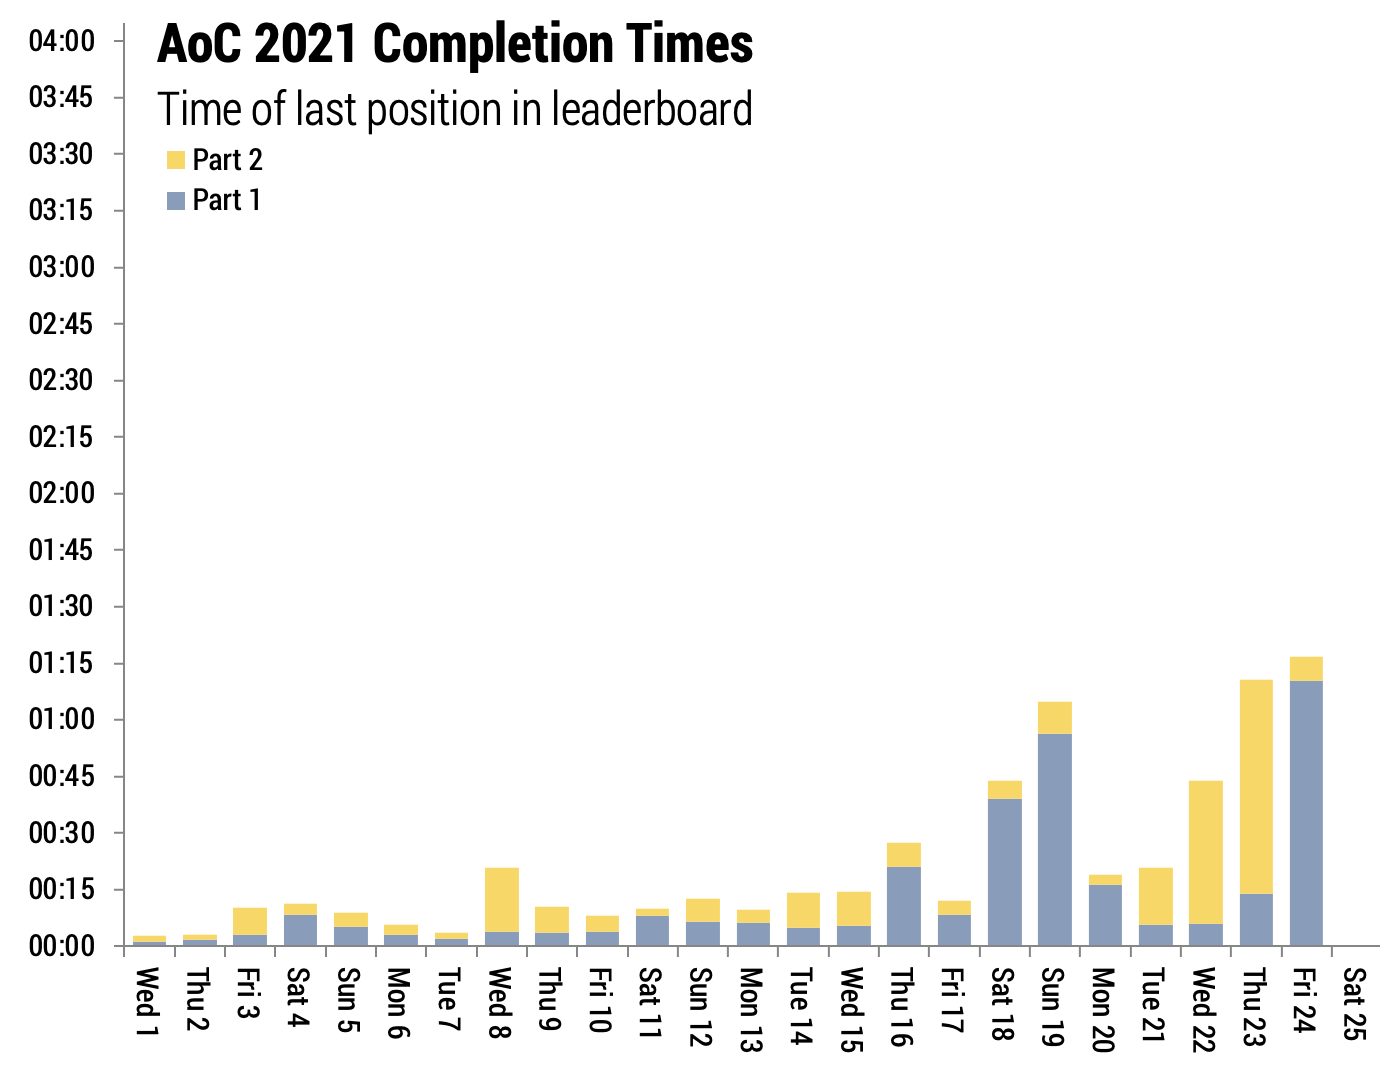 AoC 2021 Completion Times
Time of last position in leaderboard
Part 2
Part 1
04:00
03:45
03:30
03:15
03:00
02:45
02:30
02:15
02:00
01:45
01:30
01:15
01:00
00:45
00:30
00:15
00:00
Wed 1
Thu 2
Fri 3
Sat 4
Sun 5
Mon 6
Tue 7
Wed 8
Thu 9
Fri 10
Sat 11
Sun 12
Mon 13
Tue 14
Wed 15
Thu 16
Fri 17
Sat 18
Sun 19
Mon 20
Tue 21
Wed 22
Thu 23
Fri 24
Sat 25